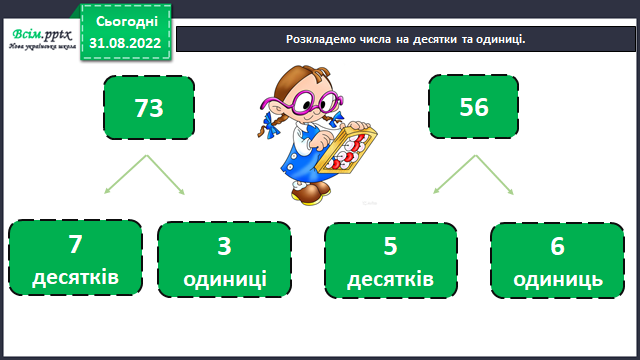 Всім.pptx
Нова українська школа
Сьогодні
31.08.2022
Розкладемо числа на десятки та одиниці.
73
56
7
десятків
3
одиниці
5
десятків
6
одиниць